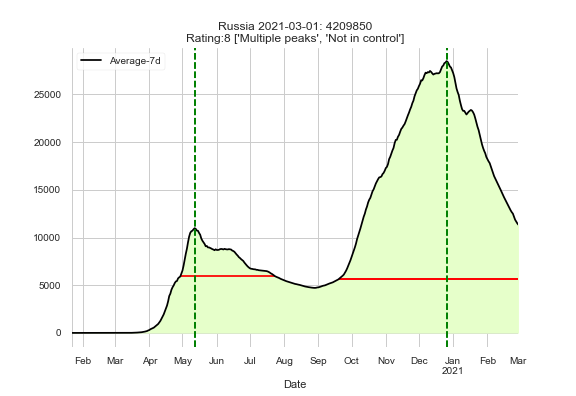 Russia 2021-03-01: 4209850
Rating:8 ['Multiple peaks', 'Not in control']
Average-7d
25000
20000
15000
10000
5000
0
Feb Mar Apr May Jun Jul Aug Sep Oct Nov Dec Jan Feb Mar
2021
Date